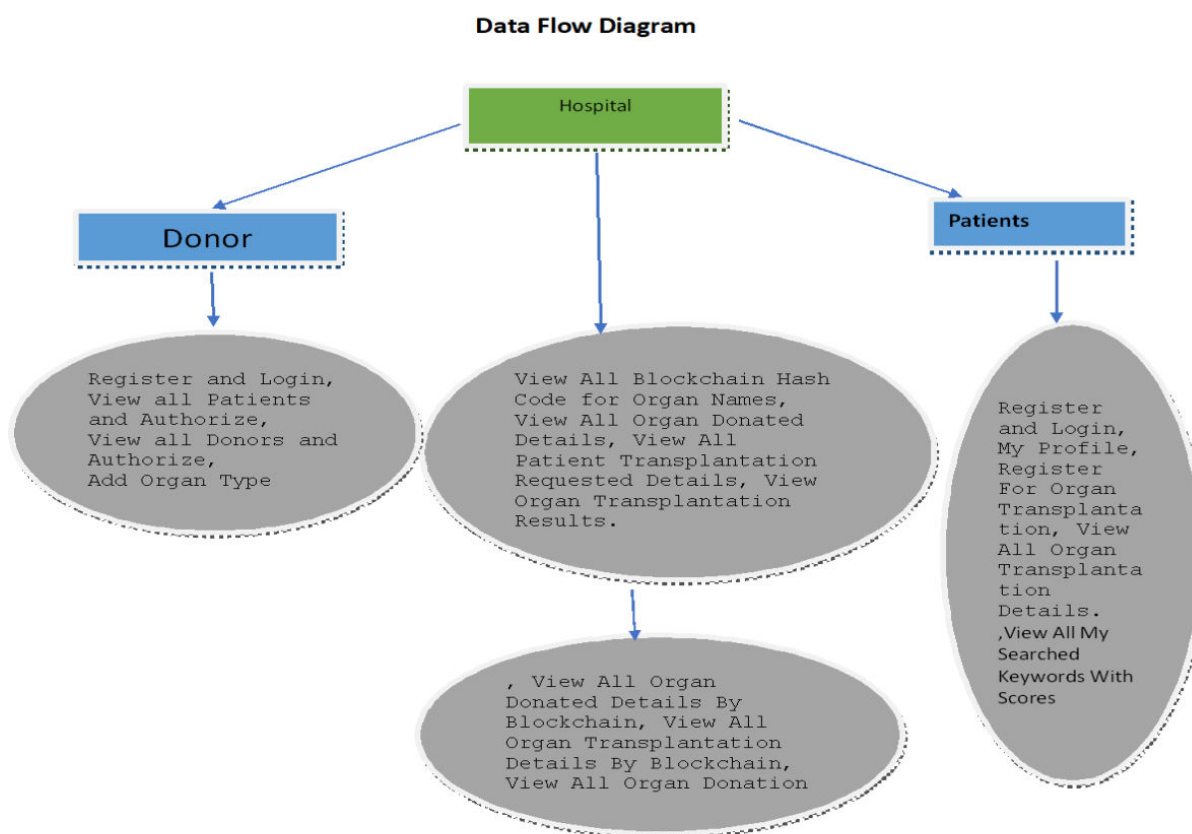 Data Flow Diagram
Hospital
Donor
Patients
Register and Login,
View all Patients
and Authorize,
View all Donors and
Authorize,
Add Organ Type
View All Blockchain Hash
Code for Organ Names,
View All Organ Donated
Details, View All
Patient Transplantation
Requested Details, View
Organ Transplantation
Results.
Register
and Login,
My Profile,
Register
For Organ
Transplanta
tion, View
All Organ
Transplanta
tion
Details.
,View All My
Searched
Keywords With
Scores
, View All Organ
Donated Details By
Blockchain, View All
Organ Transplantation
Details By Blockchain,
View All Organ Donation